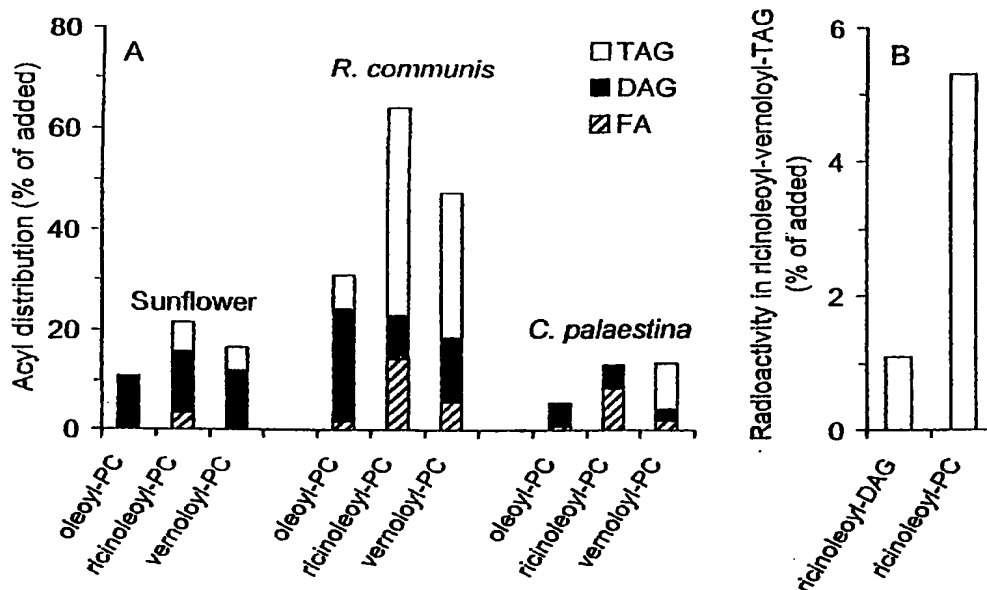 A
Acyl distribution (% of added)
80
60
40
20
0
TAG
DAG
FA
Sunflower
R. communis
C. palaestina
oleoyl-PC
ricinoleoyl-PC
vernoloyl-PC
oleoyl-PC
ricinoleoyl-PC
vernoloyl-PC
oleoyl-PC
ricinoleoyl-PC
vernoloyl-PC
B
Radioactivity in ricinoleoyl-vernoloyl-TAG
(% of added)
6
4
2
0
ricinoleoyl-DAG
ricinoleoyl-PC